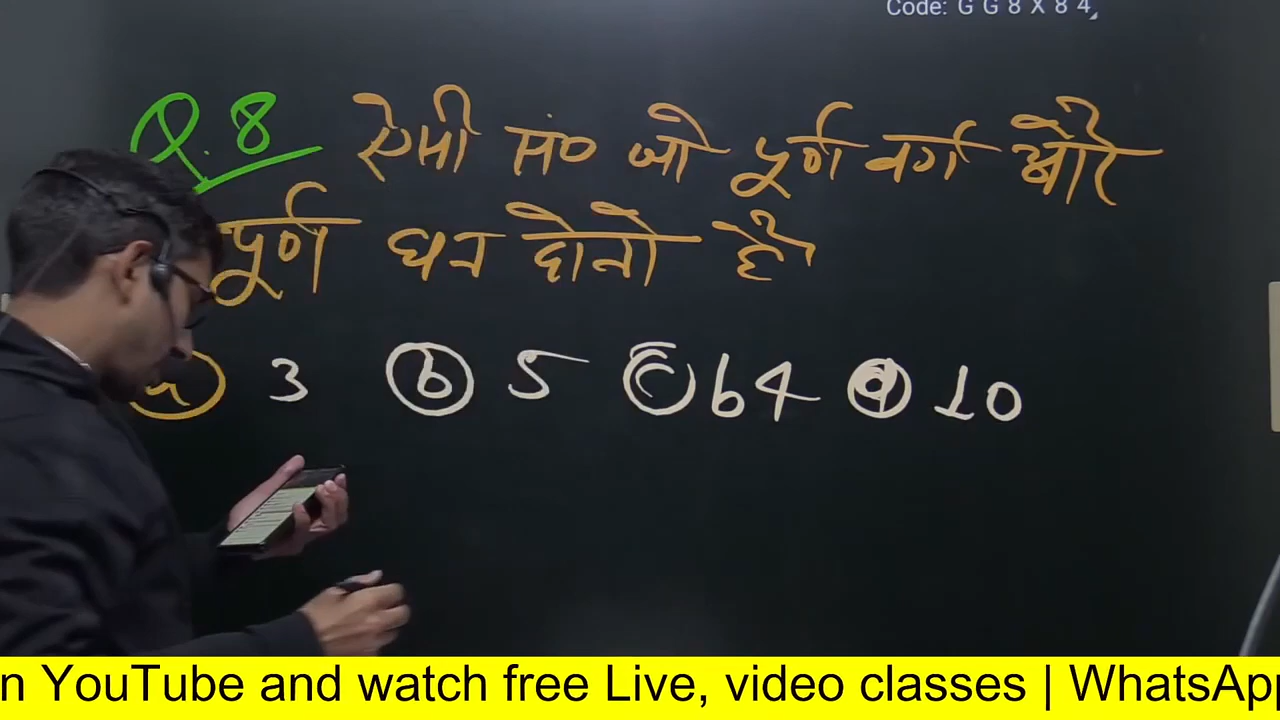 Code: G G 8 X 8 4
Q. 8 ऐसी सं० जो पूर्ण वर्ग और
पूर्ण घन दोनो है
a 3 b 5 c 64 d 10
n YouTube and watch free Live, video classes | WhatsApp